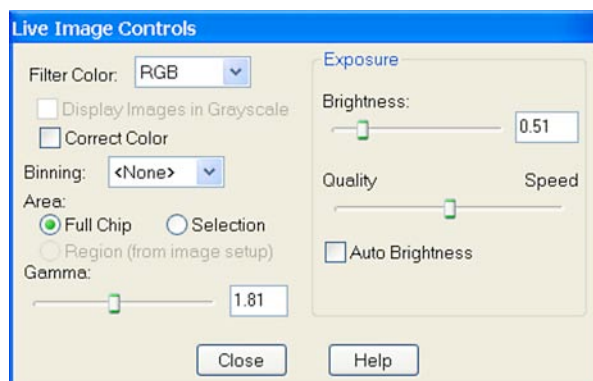 Live Image Controls
Filter Color: RGB
Display Images in Grayscale
Correct Color
Binning: <None>
Area:
Full Chip Selection
Region (from image setup)
Gamma:
1.81
Exposure
Brightness:
0.51
Quality Speed
Auto Brightness
Close Help